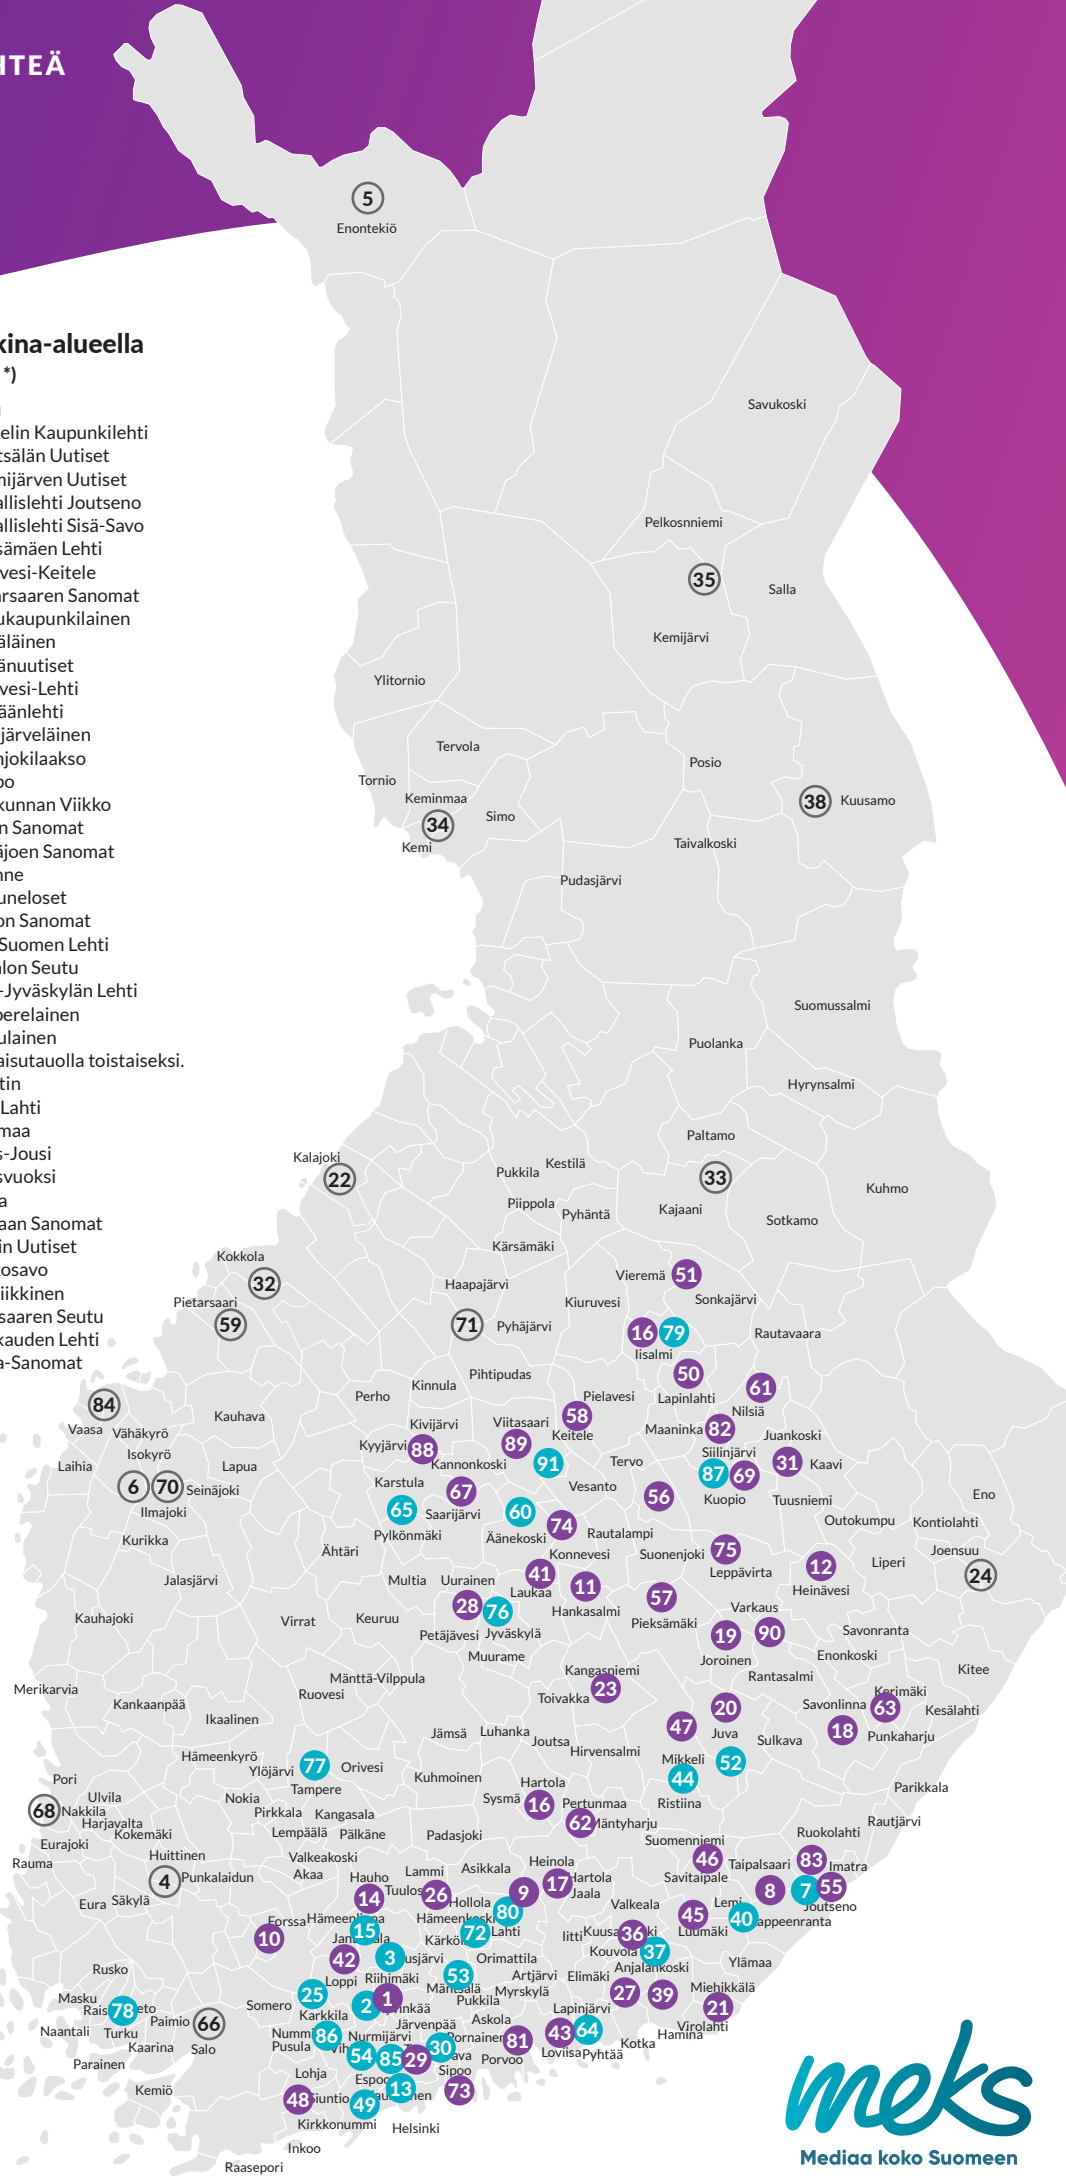 HTEÄ
5
Enontekiö
kina-alueella
*)
elin Kaupunkilehti
tsälän Uutiset
mijärven Uutiset
allislehti Joutseno
allislehti Sisä-Savo
sämäen Lehti
vesi-Keitele
arsaaren Sanomat
ukaupunkilainen
äläinen
änuutiset
vesi-Lehti
äänlehti
järveläinen
njokilaakso
oo
kunnan Viikko
n Sanomat
äjoen Sanomat
nne
uneloset
on Sanomat
-Suomen Lehti
alon Seutu
-Jyväskylän Lehti
perelainen
ulainen
aisutauolla toistaiseksi.
tin
Lahti
maa
s-Jousi
svuoksi
a
aan Sanomat
in Uutiset
kosavo
iikkinen
saaren Seutu
kauden Lehti
a-Sanomat
Savukoski
Pelkosnniemi
35
Salla
Kemijärvi
Ylitornio
Tervola
Posio
Tornio
Keminmaa
38 Kuusamo
34
Simo
Kemi
Taivalkoski
Pudasjärvi
Suomussalmi
Puolanka
Hyrynsalmi
Paltamo
Kalajoki
22
Pukkila
Kestilä
33
Kuhmo
Piippola
Pyhäntä
Kajaani
Sotkamo
Kärsämäki
Kokkola
32
Vieremä 51
Haapajärvi
Sonkajärvi
Pietarsaari
59
Kiuruvesi
71 Pyhäjärvi
16 79
Iisalmi
Rautavaara
Pihtipudas
50
Lapinlahti
61
Nilsiä
Perho
Kinnula
Pielavesi
84
Vaasa
Vähäkyrö
Kauhava
58
Keitele
Kivijärvi
Viitasaari
Maaninka 82
Juankoski
Kyyjärvi 88
89
Isokyrö
Siilinjärvi
Laihia
Lapua
Kannonkoski
91
Tervo
87 69
31 Kaavi
6 70 Seinäjoki
Karstula
67
Vesanto
56
Kuopio
Tuusniemi
Eno
Ilmajoki
65
Saarijärvi
60
74
Outokumpu
Kontiolahti
Kurikka
Pylkönmäki
Äänekoski
Rautalampi
Ähtäri
Konnevesi
Suonenjoki
75
Leppävirta
Joensuu
Liperi
24
Jalasjärvi
Multia
Uurainen
41
Laukaa
11
Hankasalmi
12
Heinävesi
57
Pieksämäki
Kauhajoki
Virrat
Keuruu
28 76
Varkaus
Petäjävesi
Jyväskylä
19
90
Savonranta
Muurame
Joroinen
Enonkoski
Kangasniemi
23
Rantasalmi
Kitee
Merikarvia
Mänttä-Vilppula
Ruovesi
Toivakka
Kerimäki
Kankaanpää
Savonlinna 63
Kesälahti
Ikaalinen
20
Juva
47
18
Punkaharju
Jämsä
Luhanka
Joutsa
Sulkava
Hirvensalmi
Hämeenkyrö
77
Ylöjärvi
Orivesi
Mikkeli
52
Pori
Tampere
Kuhmoinen
44
Hartola
Parikkala
Ulvila
Nokia
Sysmä 16
Pertunmaa
Ristiina
68 Nakkila
Pirkkala
Kangasala
62 Mäntyharju
Rautjärvi
Harjavalta
Kokemäki
Lempäälä
Pälkäne
Padasjoki
Suomenniemi
Ruokolahti
Eurajoki
Huittinen
Valkeakoski
46
83 Imatra
Rauma
Akaa
Heinola
Taipalsaari
4 Punkalaidun
Hauho
Lammi
Asikkala
17 Hartola
Savitaipale
8 7 55
14
26
9
Jaala
Eura
Säkylä
Hollola
Valkeala
Lemi
Joutseno
Forssa
10
15
Hämeenkoski
80
Lahti
Iitti
36
45
Luumäki
40
72
Kouvola 37
Loppi
42
3
Riihimäki
Orimattila
Anjalankoski
Ylämaa
Rusko
53
Artjärvi
Elimäki
Miehikkälä
Masku
25
2 1
Pukkila
Myrskylä
27 39
78
Paimio
Somero
Karkkila
Lapinjärvi
21
Naantali
Turku
66
Askola
Virolahti
Järvenpää
Nummi
Pusula
86
Nurmijärvi
30
81
43 64
Hamina
Kaarina
Salo
54 85 29
Porvoo
Loviisa
Pyhtää
Kotka
Parainen
Lohja
Espoo
Sipoo
Kemiö
13
73
48 Siuntio
49
Kirkkonummi
Helsinki
Inkoo
Raasepori
meks
Mediaa koko Suomeen